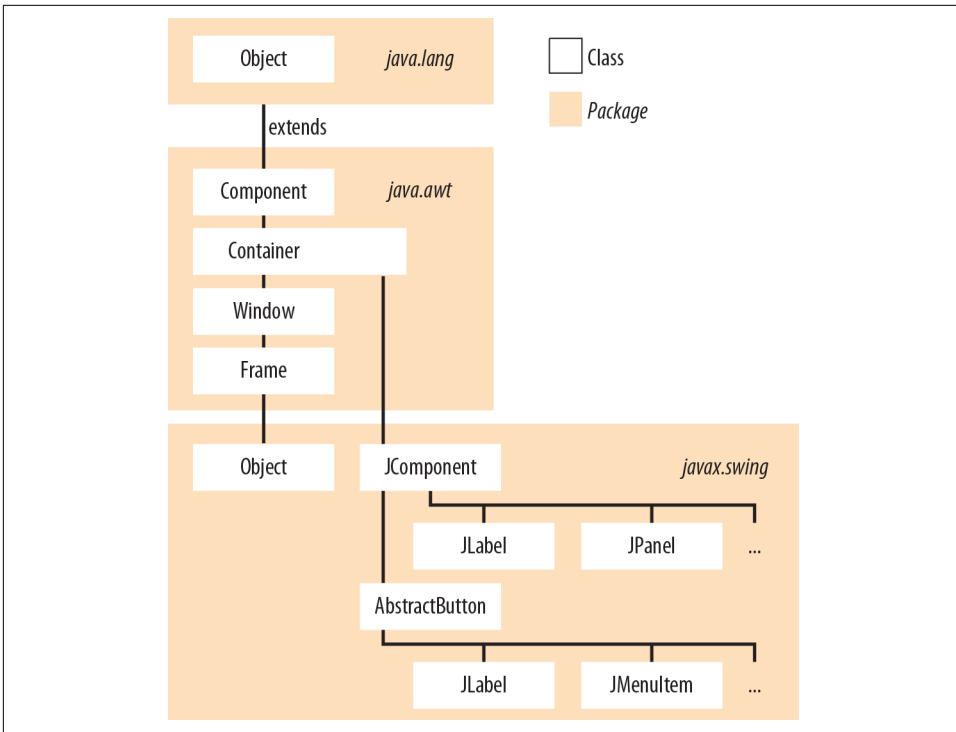 Object
java.lang
Class
Package
extends
Component
java.awt
Container
Window
Frame
Object
JComponent
javax.swing
JLabel
JPanel
...
AbstractButton
JLabel
JMenuItem
...